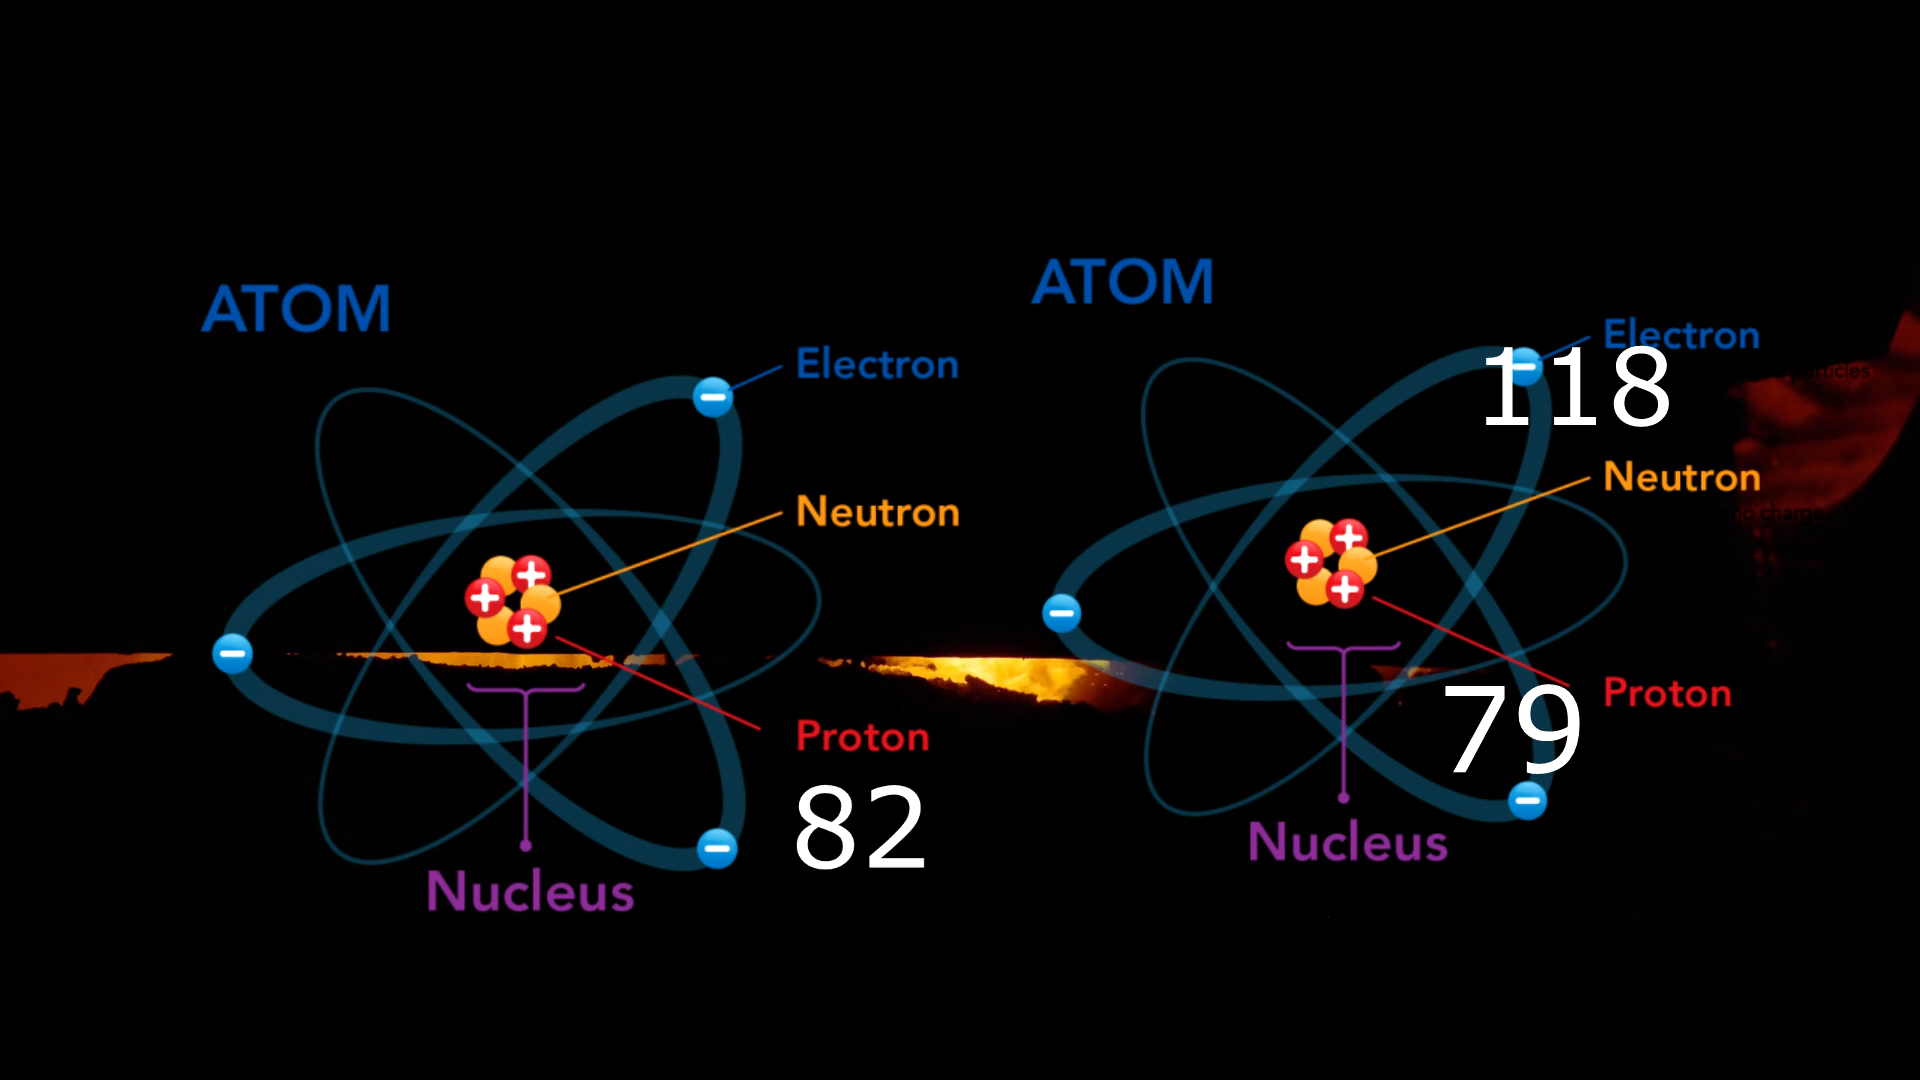 ATOM
Electron
Neutron
Proton
82
Nucleus
ATOM
Electron
118
Neutron
Proton
79
Nucleus